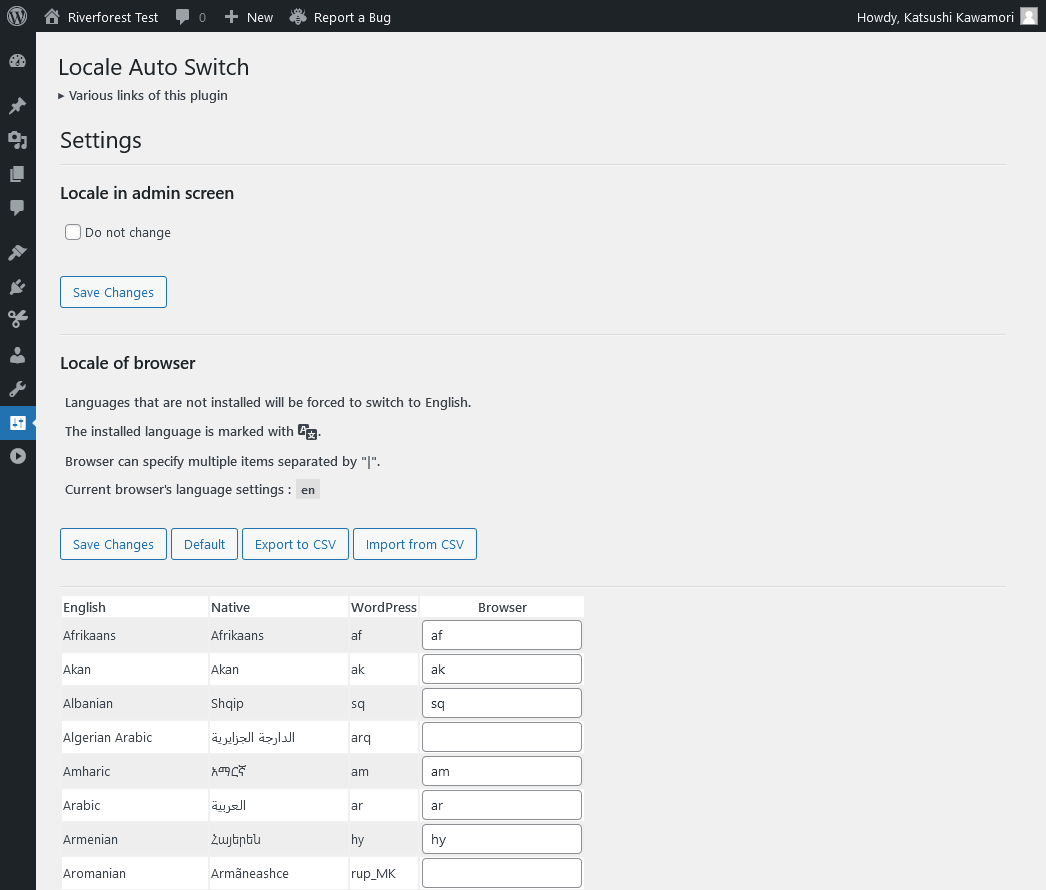 Riverforest Test 0 New Report a Bug Howdy, Katsushi Kawamori
Locale Auto Switch
▸ Various links of this plugin
Settings
Locale in admin screen
Do not change
Save Changes
Locale of browser
Languages that are not installed will be forced to switch to English.
The installed language is marked with .
Browser can specify multiple items separated by "|".
Current browser's language settings : en
Save Changes Default Export to CSV Import from CSV
English Native WordPress Browser
Afrikaans Afrikaans af af
Akan Akan ak ak
Albanian Shqip sq sq
Algerian Arabic الدارجة الجزايرية arq
Amharic አማርኛ am am
Arabic العربية ar ar
Armenian Հայերեն hy hy
Aromanian Armãneashce rup_MK